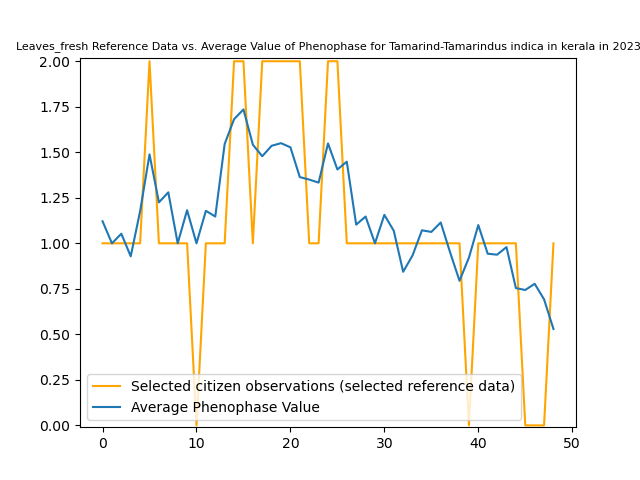 Leaves_fresh Reference Data vs. Average Value of Phenophase for Tamarind-Tamarindus indica in kerala in 2023
2.00
1.75
1.50
1.25
1.00
0.75
0.50
0.25
0.00
Selected citizen observations (selected reference data)
Average Phenophase Value
0 10 20 30 40 50